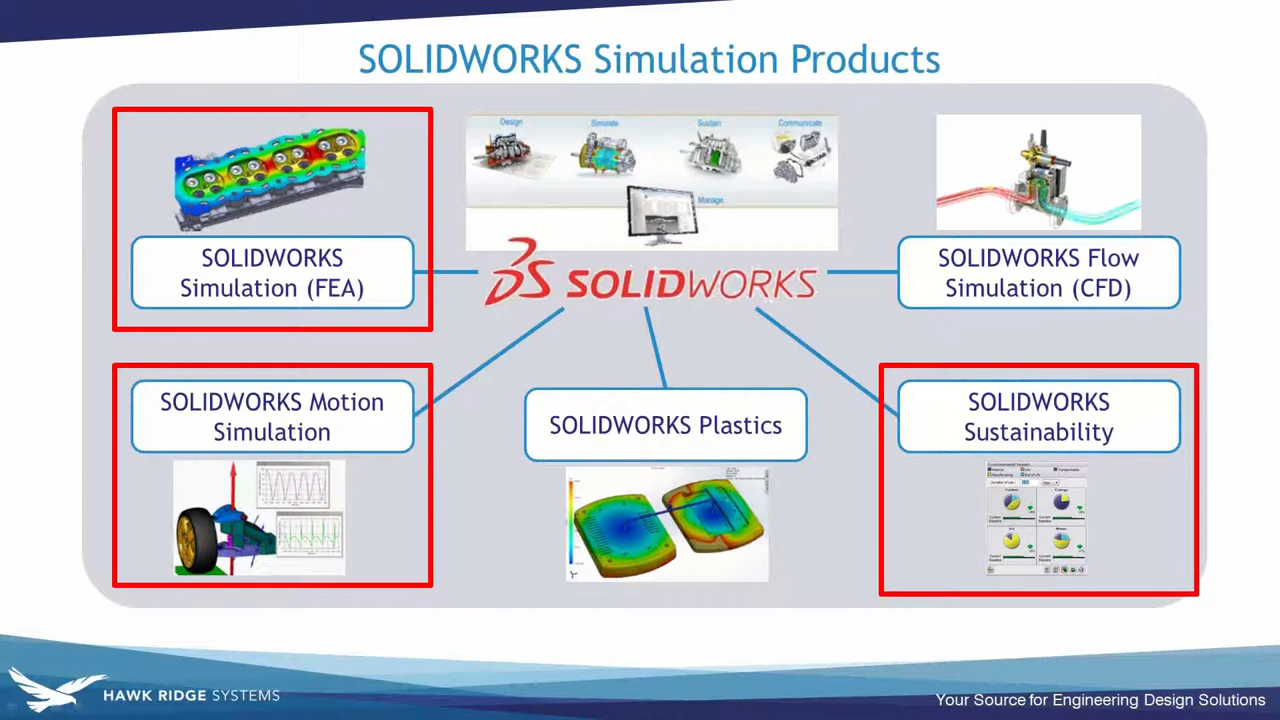 SOLIDWORKS Simulation Products
Design
Simulate
Sustain
Communicate
Manage
SOLIDWORKS
Simulation (FEA)
SOLIDWORKS
SOLIDWORKS Flow
Simulation (CFD)
SOLIDWORKS Motion
Simulation
SOLIDWORKS Plastics
SOLIDWORKS
Sustainability
HAWK RIDGE SYSTEMS
Your Source for Engineering Design Solutions